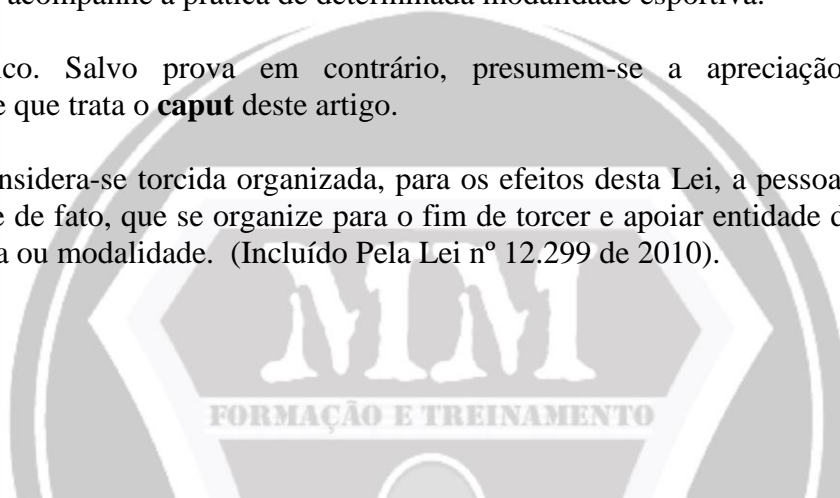 acompanhe a prática de determinada modalidade esportiva.
ico. Salvo prova em contrário, presumem-se a apreciação,
e que trata o caput deste artigo.
nsidera-se torcida organizada, para os efeitos desta Lei, a pessoa
e de fato, que se organize para o fim de torcer e apoiar entidade d
a ou modalidade. (Incluído Pela Lei nº 12.299 de 2010).
MM
FORMAÇÃO E TREINAMENTO